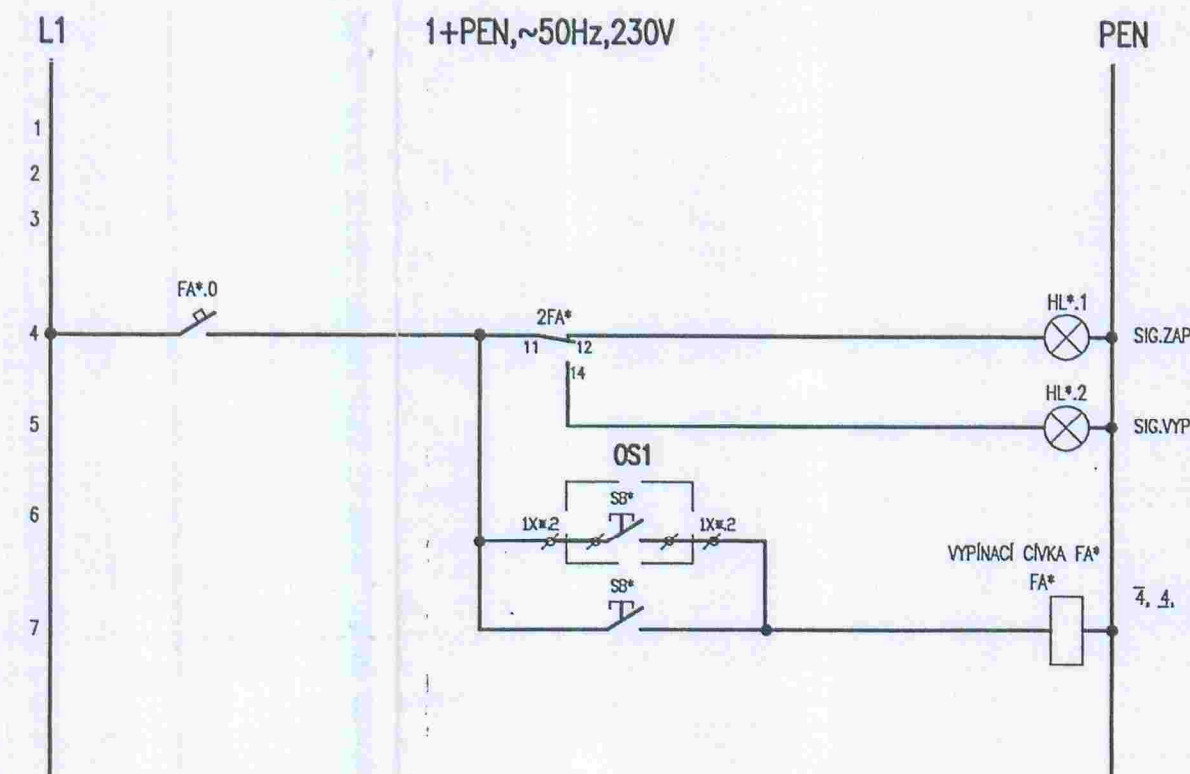 L1
1+PEN,~50Hz,230V
PEN
1
2
3
FA*.0
4
2FA*
11
12
14
HL*.1
SIG.ZAP
HL*.2
5
SIG.VYP
OS1
6
SB*
1X*.2
1X*.2
VYPÍNACÍ CÍVKA FA*
FA*
4, 4,
SB*
7